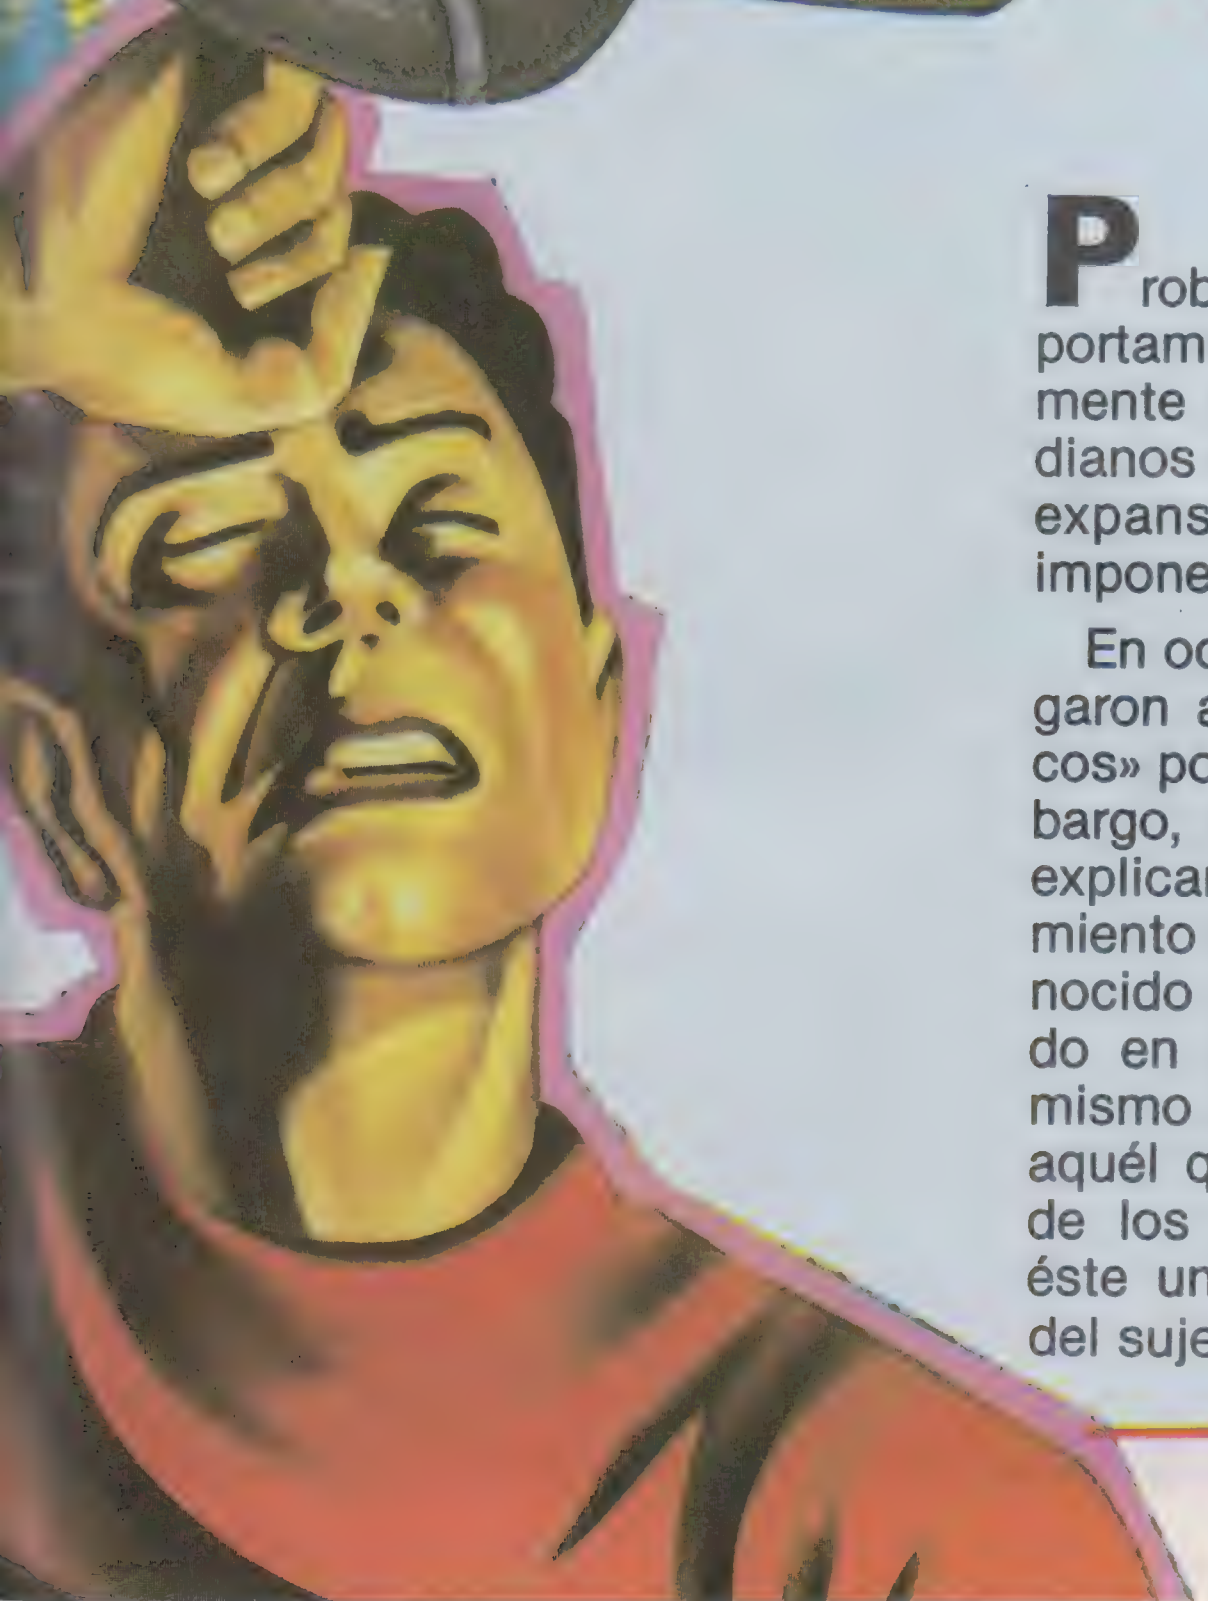 Prob
portam
mente
dianos
expans
impone
En oc
garon a
cos» po
bargo,
explicar
miento
nocido
do en
mismo
aquél q
de los
éste un
del suje